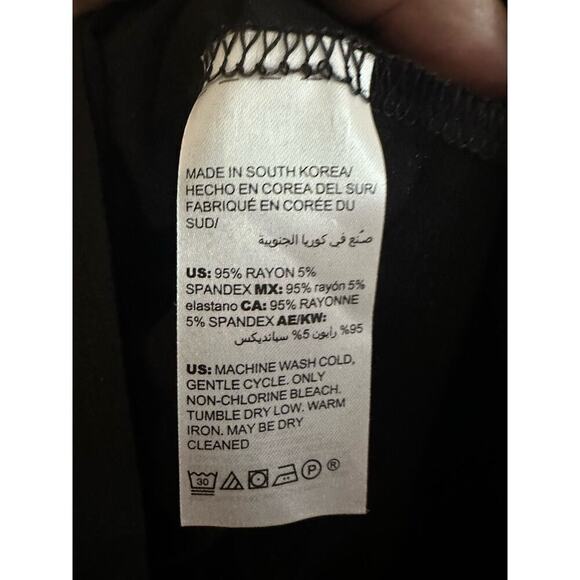 MADE IN SOUTH KOREA/
HECHO EN COREA DEL SUR/
FABRIQUÉ EN CORÉE DU
SUD/
صنع في كوريا الجنوبية
US: 95% RAYON 5%
SPANDEX MX: 95% rayón 5%
elastano CA: 95% RAYONNE
5% SPANDEX AE/KW:
95% رايون 5% سبانديكس
US: MACHINE WASH COLD,
GENTLE CYCLE. ONLY
NON-CHLORINE BLEACH.
TUMBLE DRY LOW. WARM
IRON. MAY BE DRY
CLEANED
30 P ®